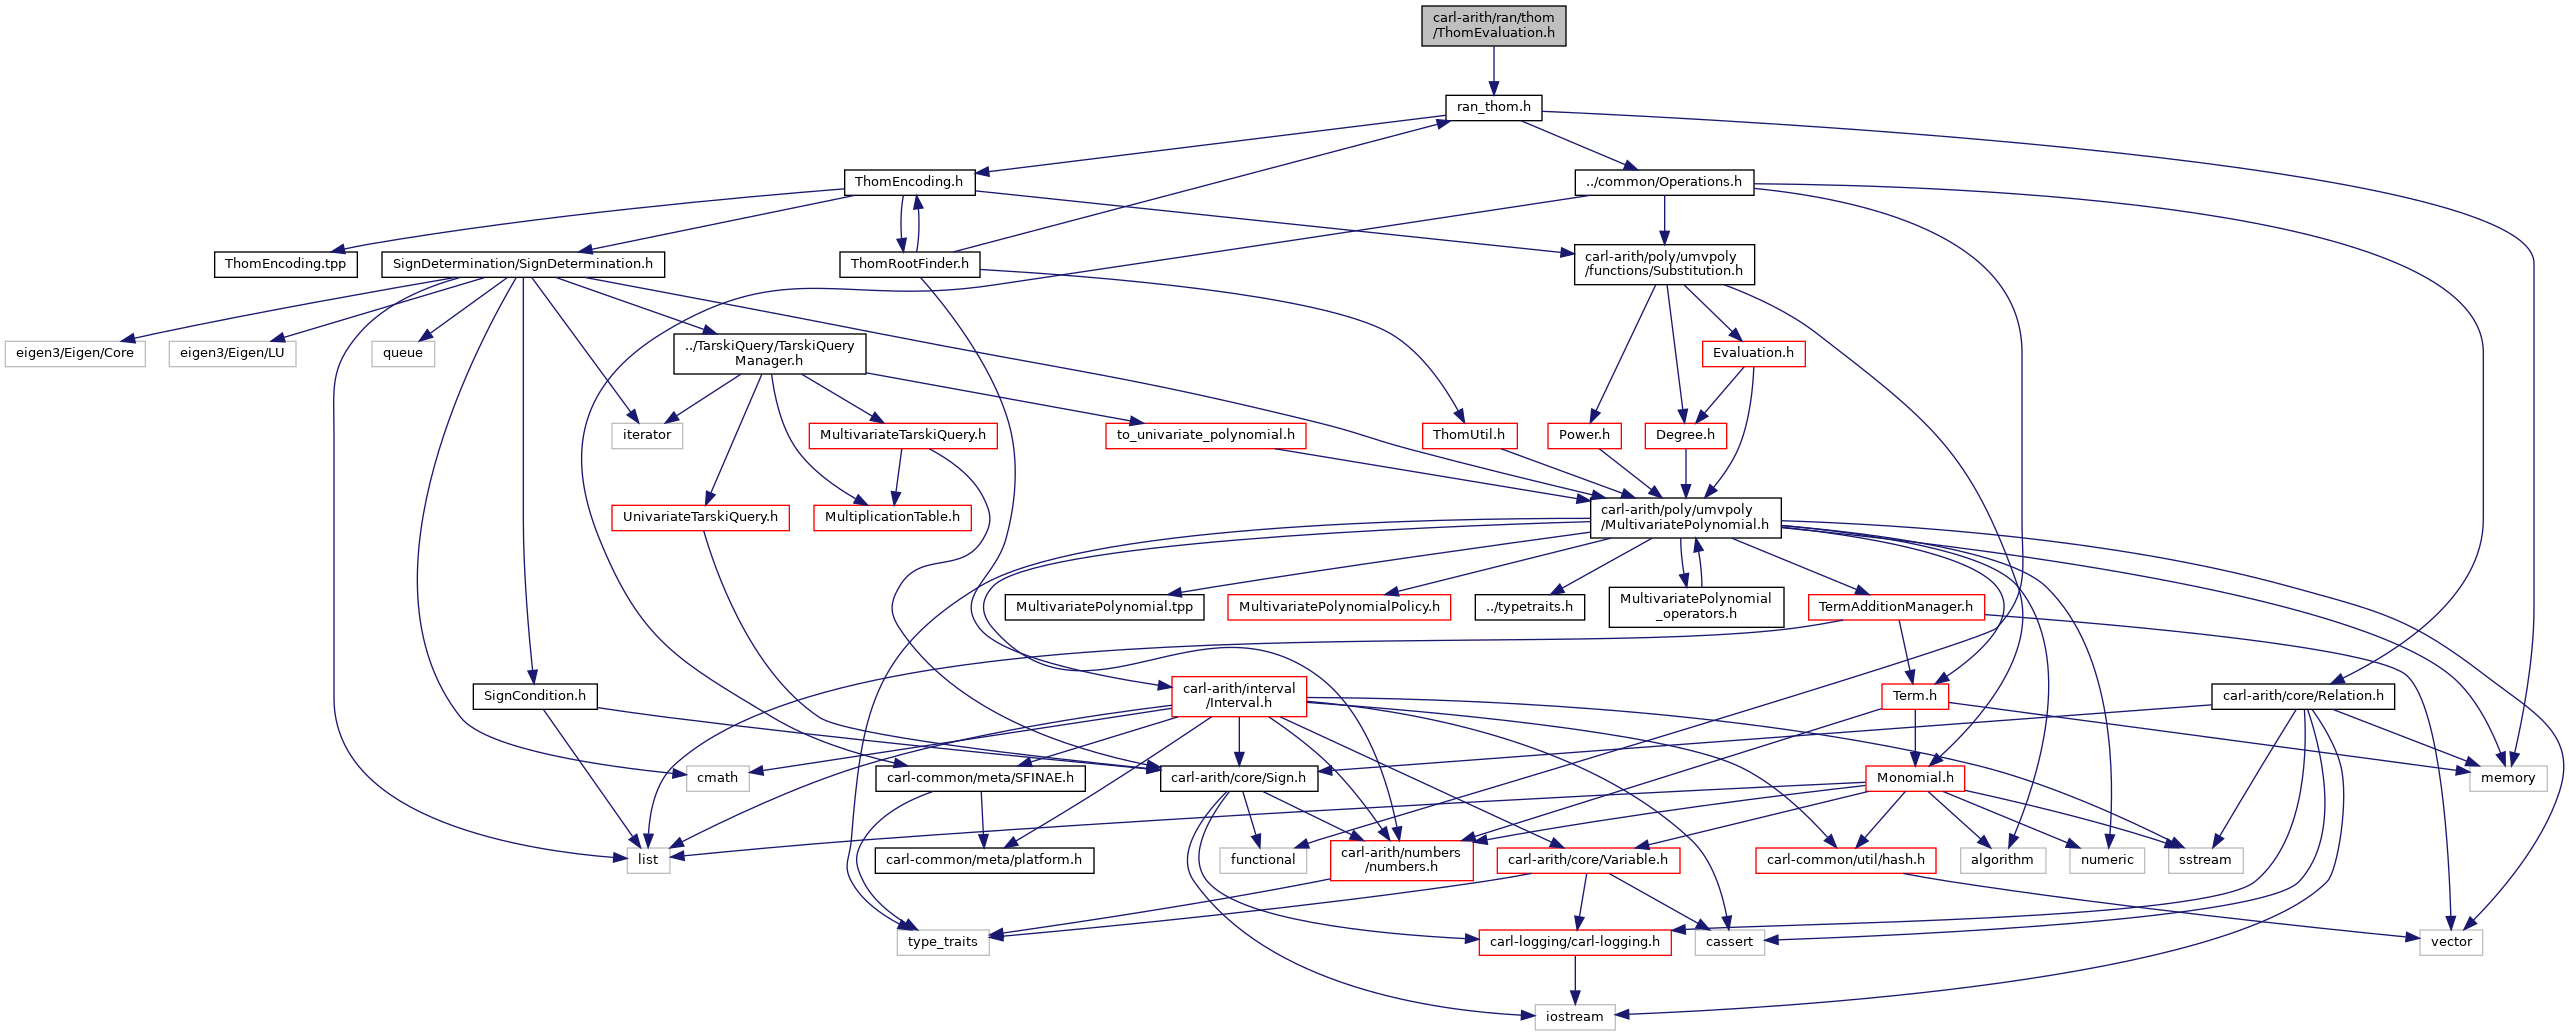 carl-arith/ran/thom
/ThomEvaluation.h
ran_thom.h
ThomEncoding.h
../common/Operations.h
ThomEncoding.tpp
SignDetermination/SignDetermination.h
ThomRootFinder.h
carl-arith/poly/umvpoly
/functions/Substitution.h
eigen3/Eigen/Core
eigen3/Eigen/LU
queue
../TarskiQuery/TarskiQuery
Manager.h
Evaluation.h
iterator
MultivariateTarskiQuery.h
to_univariate_polynomial.h
ThomUtil.h
Power.h
Degree.h
UnivariateTarskiQuery.h
MultiplicationTable.h
carl-arith/poly/umvpoly
/MultivariatePolynomial.h
MultivariatePolynomial.tpp
MultivariatePolynomialPolicy.h
../typetraits.h
MultivariatePolynomial
_operators.h
TermAdditionManager.h
SignCondition.h
carl-arith/interval
/Interval.h
Term.h
carl-arith/core/Relation.h
cmath
carl-common/meta/SFINAE.h
carl-arith/core/Sign.h
Monomial.h
memory
list
carl-common/meta/platform.h
functional
carl-arith/numbers
/numbers.h
carl-arith/core/Variable.h
carl-common/util/hash.h
algorithm
numeric
sstream
type_traits
carl-logging/carl-logging.h
cassert
vector
iostream